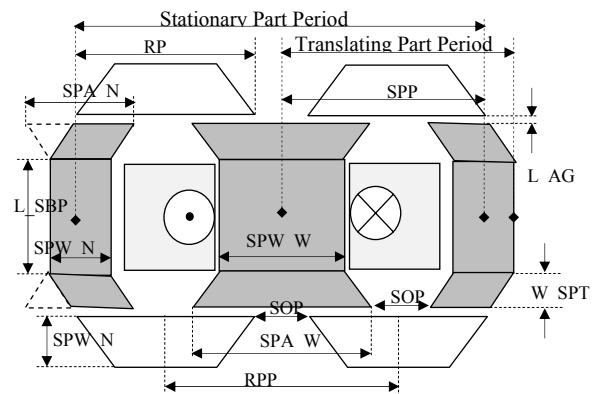 Stationary Part Period
RP
Translating Part Period
SPA N
SPP
L AG
L SBP
SPW N
SPW W
W SPT
SOP
SOP
SPW N
SPA W
RPP